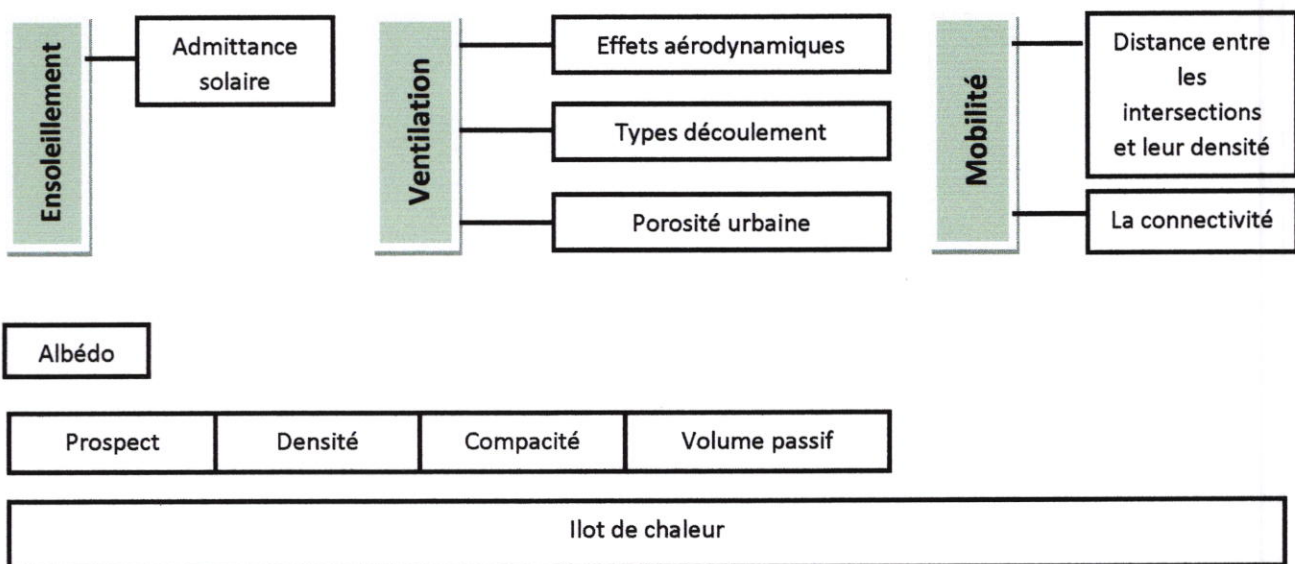 Ensoleillement
Admittance
solaire
Ventilation
Effets aérodynamiques
Types découlement
Porosité urbaine
Mobilité
Distance entre
les
intersections
et leur densité
La connectivité
Albédo
Prospect
Densité
Compacité
Volume passif
Ilot de chaleur